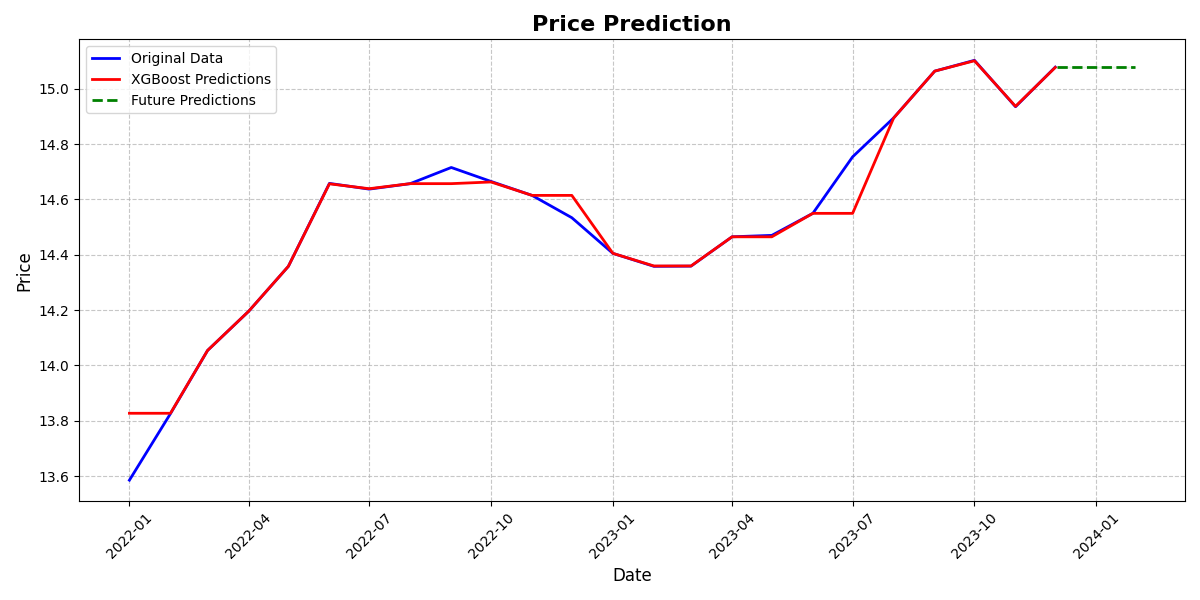 Price Prediction
Original Data
XGBoost Predictions
Future Predictions
Price
15.0
14.8
14.6
14.4
14.2
14.0
13.8
13.6
2022-01
2022-04
2022-07
2022-10
2023-01
2023-04
2023-07
2023-10
2024-01
Date